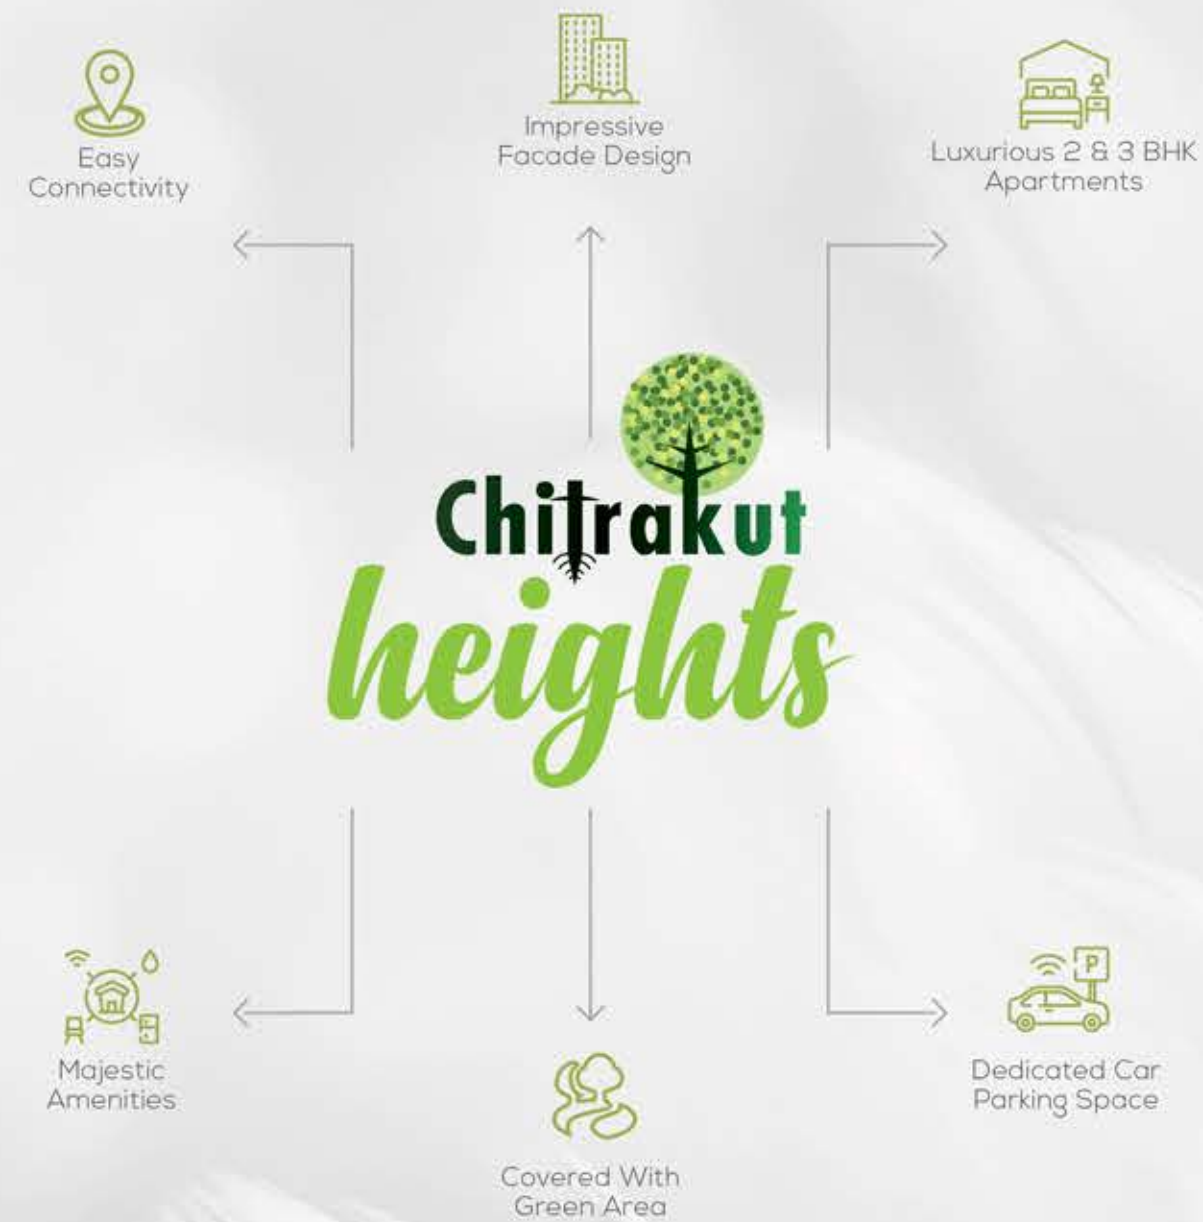 Easy
Connectivity
Impressive
Facade Design
Luxurious 2 & 3 BHK
Apartments
Chitrakut
heights
Majestic
Amenities
Covered With
Green Area
P
Dedicated Car
Parking Space